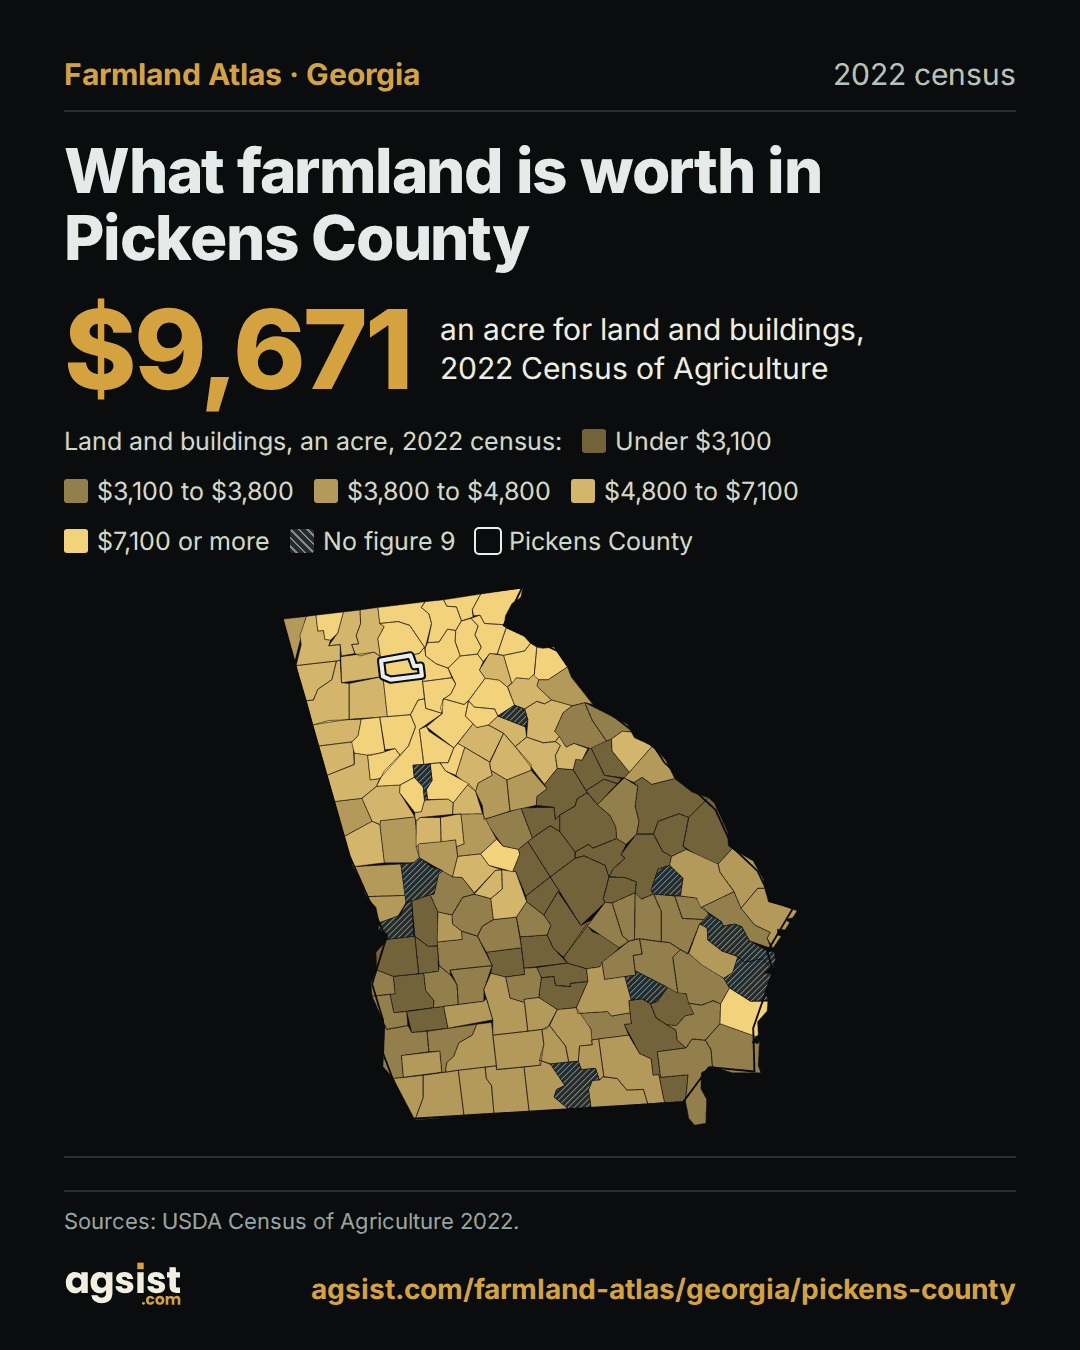 Farmland Atlas · Georgia
2022 census
What farmland is worth in
Pickens County
$9,671
an acre for land and buildings,
2022 Census of Agriculture
Land and buildings, an acre, 2022 census:
Under $3,100
$3,100 to $3,800
$3,800 to $4,800
$4,800 to $7,100
$7,100 or more
No figure 9
Pickens County
Sources: USDA Census of Agriculture 2022.
agsist
.com
agsist.com/farmland-atlas/georgia/pickens-county